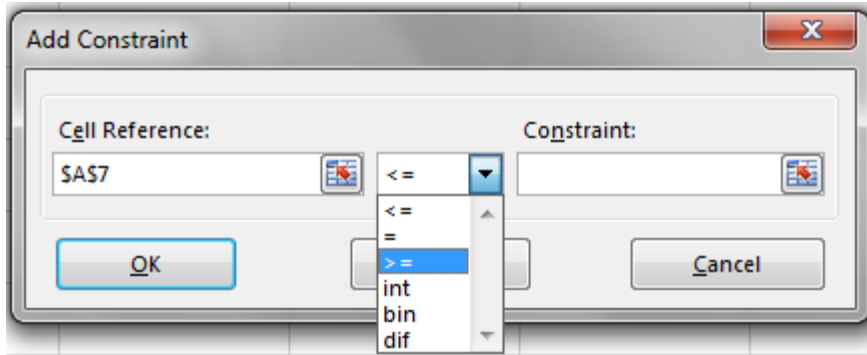 Add Constraint
x
Cell Reference: Constraint:
$A$7 <=
<=
=
OK >= Cancel
int
bin
dif